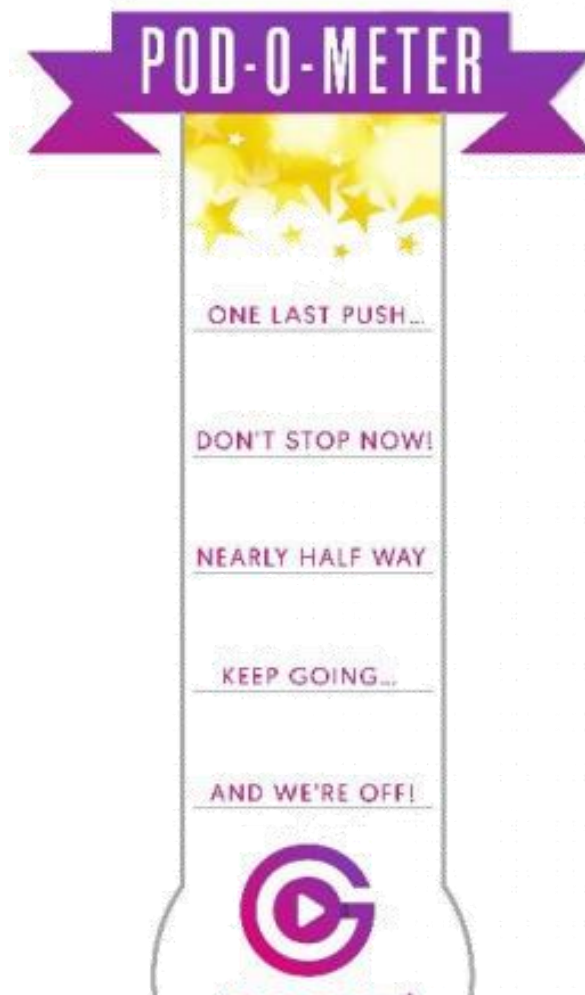 POD-O-METER
ONE LAST PUSH...
DON'T STOP NOW!
NEARLY HALF WAY
KEEP GOING...
AND WE'RE OFF!